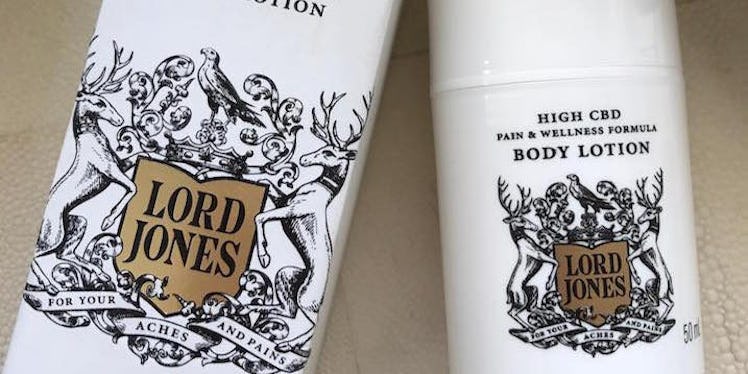 LOTION
LORD
JONES
FOR YOUR
ACHES
AND PAINS
HIGH CBD
PAIN & WELLNESS FORMULA
BODY LOTION
LORD
JONES
FOR YOUR
ACHES
AND PAINS
50 mL